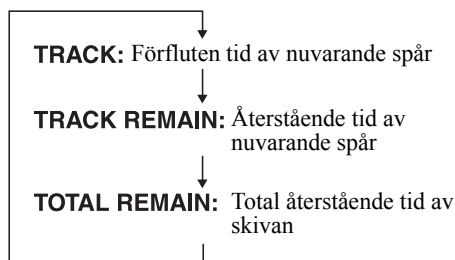 TRACK: Förfluten tid av nuvarande spår
TRACK REMAIN: Återstående tid av
nuvarande spår
TOTAL REMAIN: Total återstående tid av
skivan